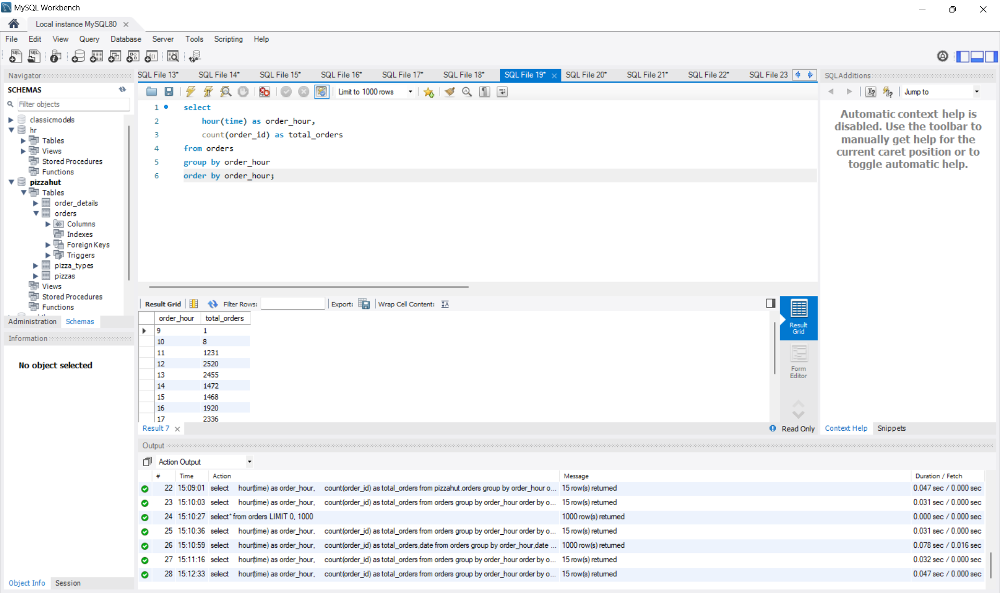 MySQL Workbench
Local instance MySQL80
File Edit View Query Database Server Tools Scripting Help
Navigator
SCHEMAS
Filter objects
classicmodels
hr
Tables
Views
Stored Procedures
Functions
pizzahut
Tables
order_details
orders
Columns
Indexes
Foreign Keys
Triggers
pizza_types
pizzas
Views
Stored Procedures
Functions
Administration Schemas
Information
No object selected
Object Info Session
SQL File 13* SQL File 14* SQL File 15* SQL File 16* SQL File 17* SQL File 18* SQL File 19* SQL File 20* SQL File 21* SQL File 22* SQL File 23
Limit to 1000 rows
1 select
2 hour(time) as order_hour,
3 count(order_id) as total_orders
4 from orders
5 group by order_hour
6 order by order_hour;
Result Grid Filter Rows: Export: Wrap Cell Content:
order_hour total_orders
9 1
10 8
11 1231
12 2520
13 2455
14 1472
15 1468
16 1920
17 2336
Result Grid
Form Editor
Result 7
Read Only
SQLAdditions
Jump to
Automatic context help is
disabled. Use the toolbar to
manually get help for the
current caret position or to
toggle automatic help.
Context Help Snippets
Output
Action Output
# Time Action Message Duration / Fetch
22 15:09:01 select hour(time) as order_hour, count(order_id) as total_orders from pizzahut.orders group by order_hour o... 15 row(s) returned 0.047 sec / 0.000 sec
23 15:10:03 select hour(time) as order_hour, count(order_id) as total_orders from orders group by order_hour order by o... 15 row(s) returned 0.031 sec / 0.000 sec
24 15:10:27 select* from orders LIMIT 0, 1000 1000 row(s) returned 0.000 sec / 0.000 sec
25 15:10:36 select hour(time) as order_hour, count(order_id) as total_orders from orders group by order_hour order by o... 15 row(s) returned 0.031 sec / 0.000 sec
26 15:10:59 select hour(time) as order_hour, count(order_id) as total_orders,date from orders group by order_hour,date ... 1000 row(s) returned 0.078 sec / 0.016 sec
27 15:11:16 select hour(time) as order_hour, count(order_id) as total_orders from orders group by order_hour order by o... 15 row(s) returned 0.032 sec / 0.000 sec
28 15:12:33 select hour(time) as order_hour, count(order_id) as total_orders from orders group by order_hour order by o... 15 row(s) returned 0.047 sec / 0.000 sec